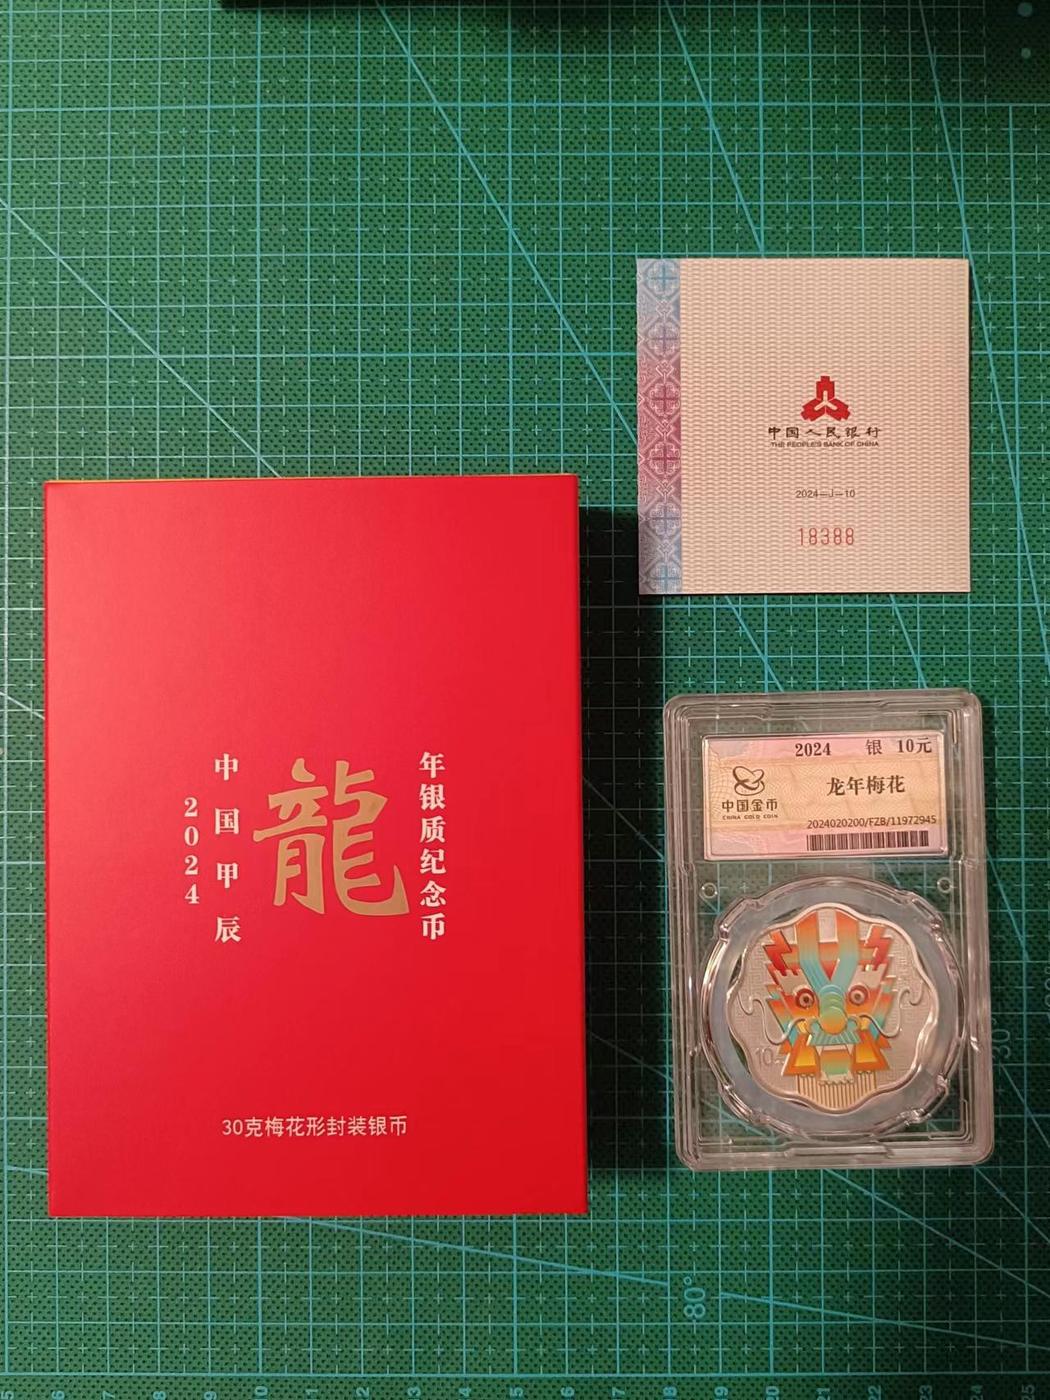 中国人民银行
THE PEOPLE'S BANK OF CHINA
2024—J—10
18388
年银质纪念币
龍
中国甲辰
2024
30克梅花形封装银币
2024 银 10元
中国金币
CHINA GOLD COIN
龙年梅花
2024020200/FZB/11972945
10
80°